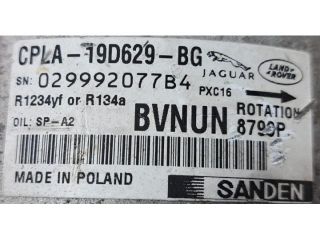 CPLA-19D629-BG
JAGUAR
LAND ROVER
SN: 029992077B4
PXC16
R1234yf or R134a
OIL: SP-A2
BVNUN
ROTATION
MADE IN POLAND
SANDEN